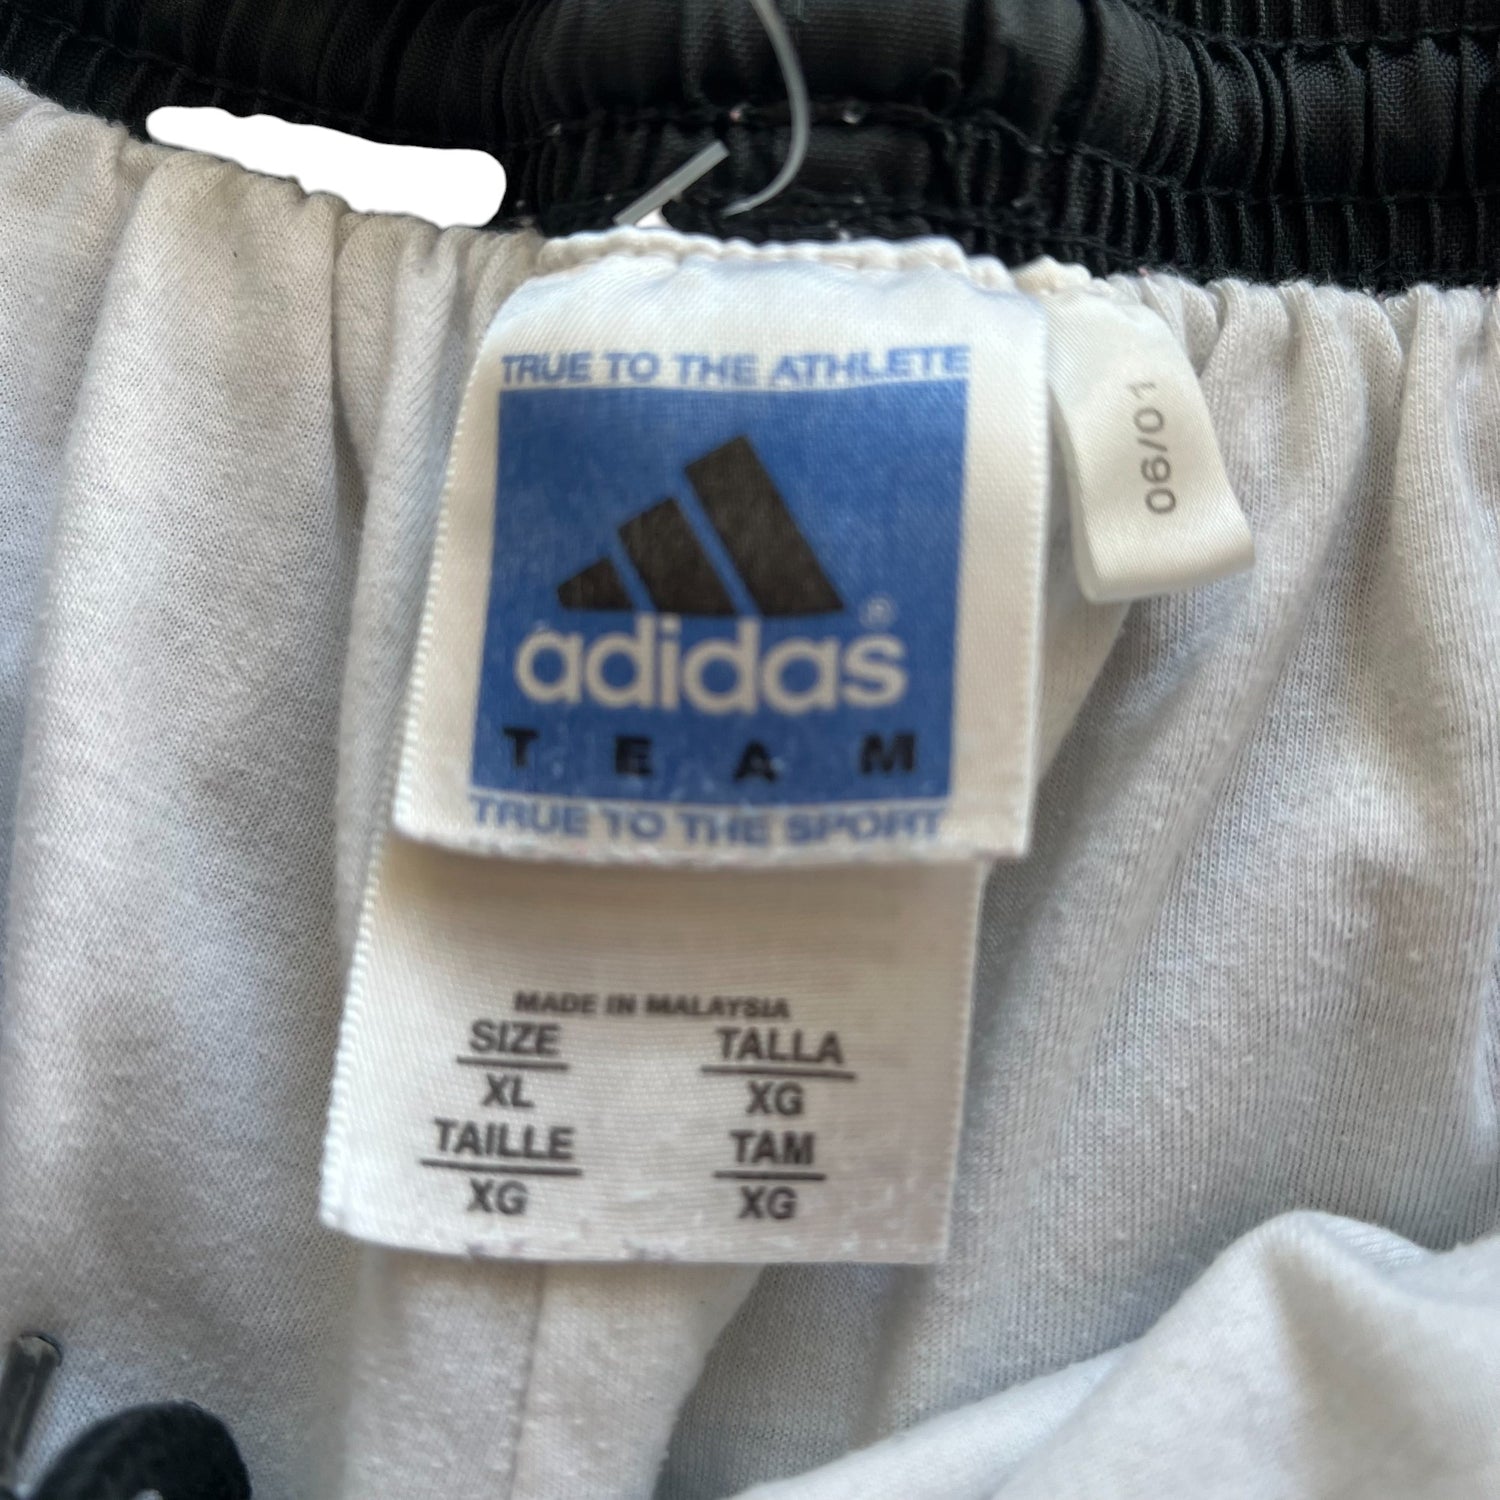 TRUE TO THE ATHLETE
adidas®
TEAM
TRUE TO THE SPORT
06/01
MADE IN MALAYSIA
SIZE TALLA
XL XG
TAILLE TAM
XG XG